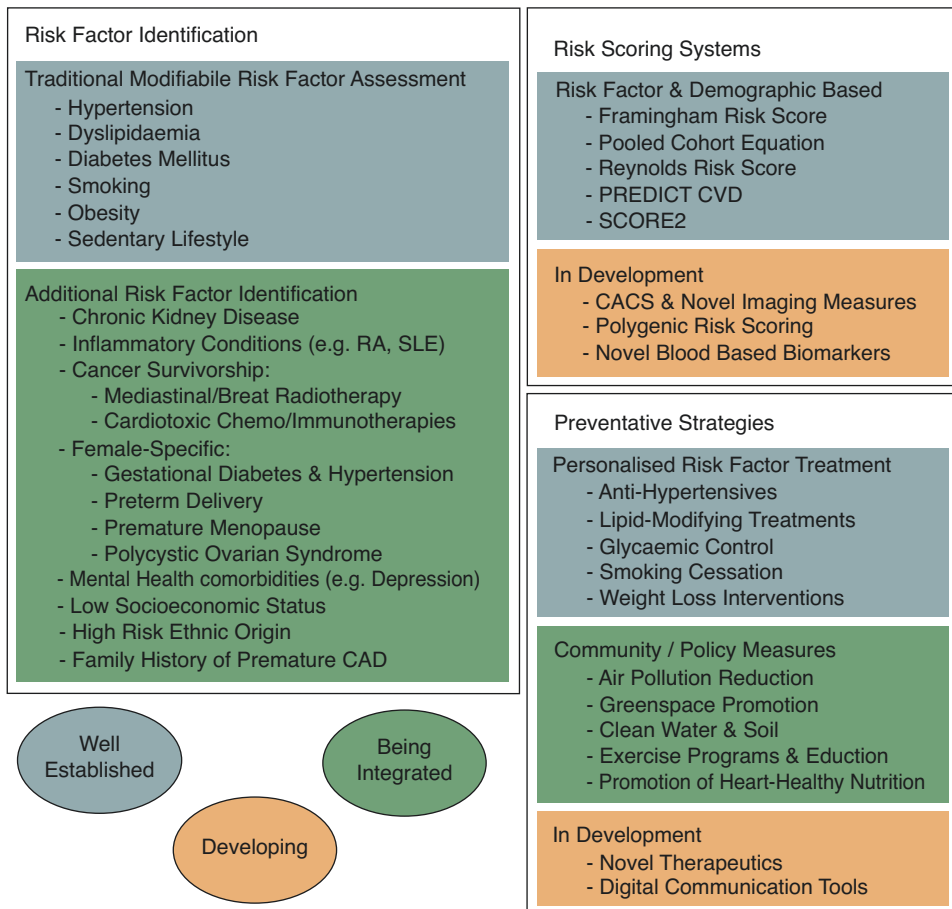 Risk Factor Identification
Traditional Modifiabile Risk Factor Assessment
- Hypertension
- Dyslipidaemia
- Diabetes Mellitus
- Smoking
- Obesity
- Sedentary Lifestyle
Additional Risk Factor Identification
- Chronic Kidney Disease
- Inflammatory Conditions (e.g. RA, SLE)
- Cancer Survivorship:
- Mediastinal/Breat Radiotherapy
- Cardiotoxic Chemo/Immunotherapies
- Female-Specific:
- Gestational Diabetes & Hypertension
- Preterm Delivery
- Premature Menopause
- Polycystic Ovarian Syndrome
- Mental Health comorbidities (e.g. Depression)
- Low Socioeconomic Status
- High Risk Ethnic Origin
- Family History of Premature CAD
Well
Established
Being
Integrated
Developing
Risk Scoring Systems
Risk Factor & Demographic Based
- Framingham Risk Score
- Pooled Cohort Equation
- Reynolds Risk Score
- PREDICT CVD
- SCORE2
In Development
- CACS & Novel Imaging Measures
- Polygenic Risk Scoring
- Novel Blood Based Biomarkers
Preventative Strategies
Personalised Risk Factor Treatment
- Anti-Hypertensives
- Lipid-Modifying Treatments
- Glycaemic Control
- Smoking Cessation
- Weight Loss Interventions
Community / Policy Measures
- Air Pollution Reduction
- Greenspace Promotion
- Clean Water & Soil
- Exercise Programs & Eduction
- Promotion of Heart-Healthy Nutrition
In Development
- Novel Therapeutics
- Digital Communication Tools